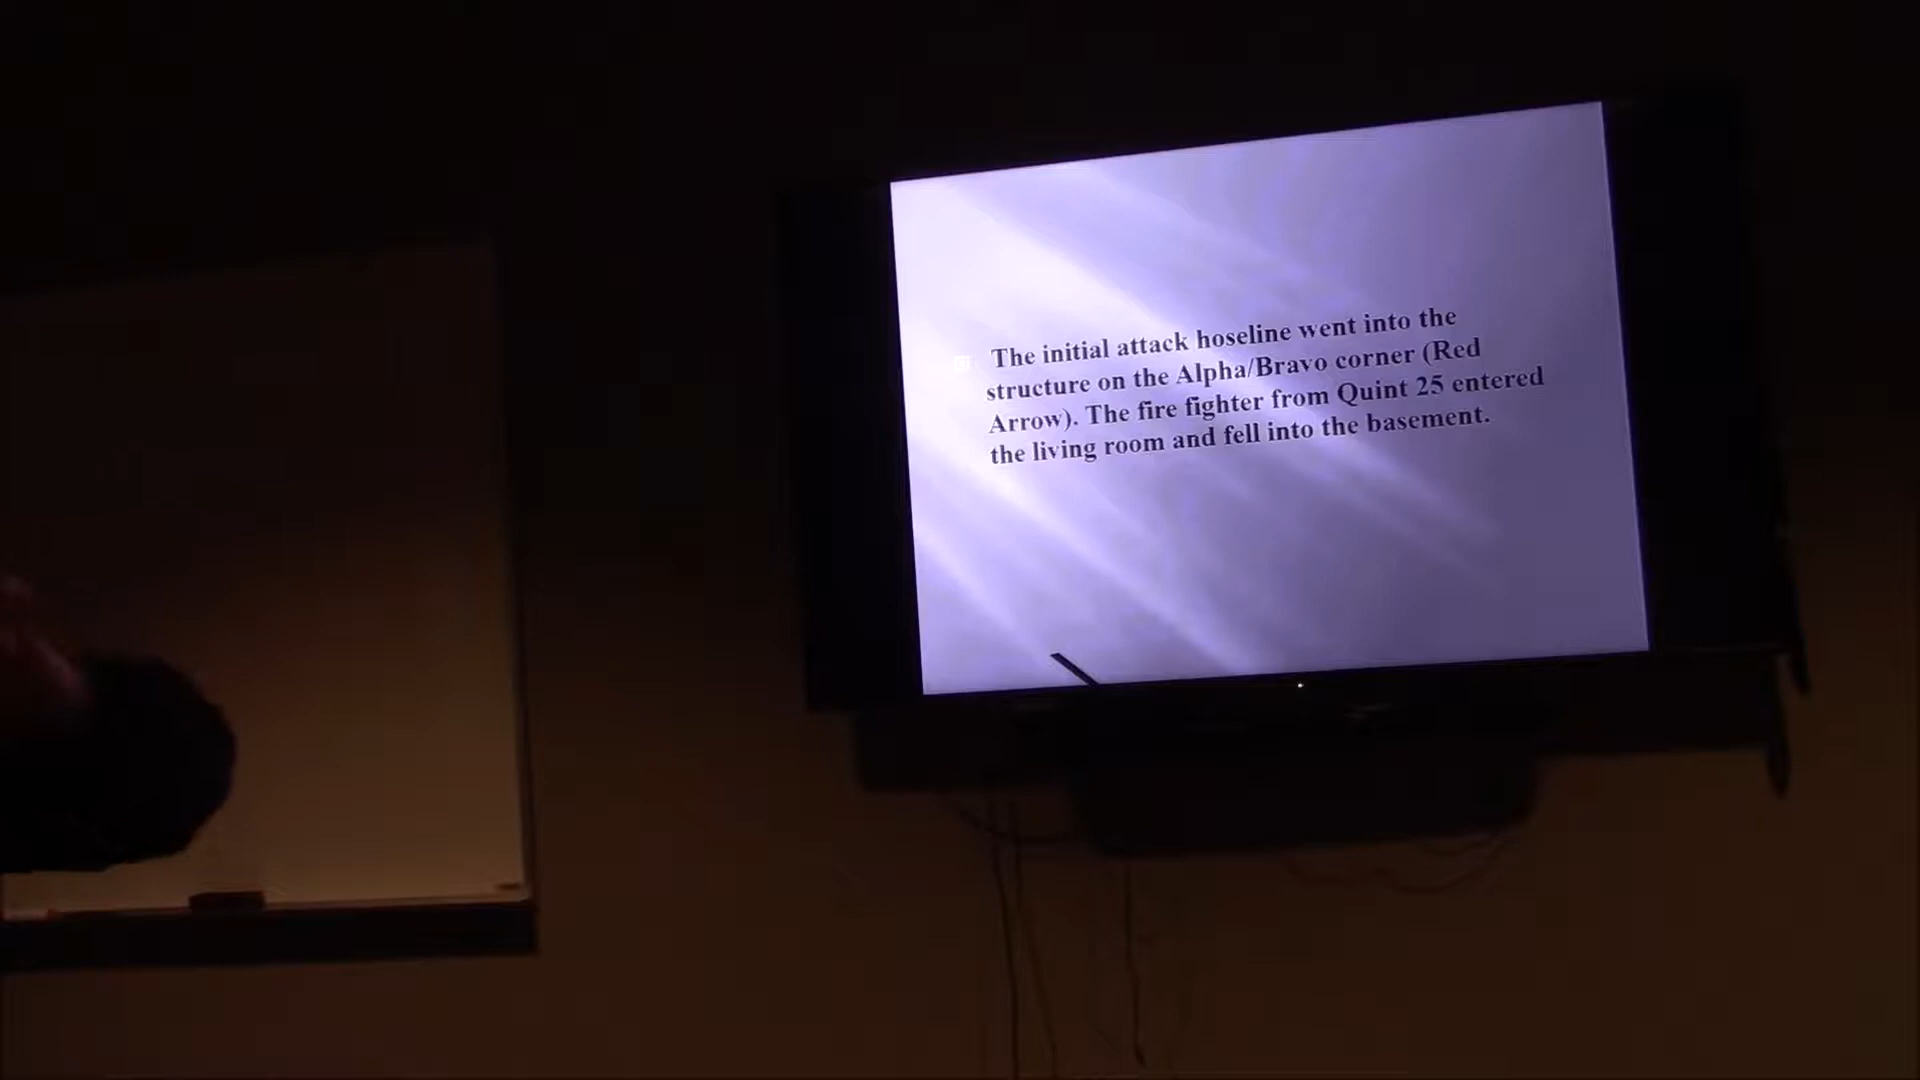 The initial attack hoseline went into the
structure on the Alpha/Bravo corner (Red
Arrow). The fire fighter from Quint 25 entered
the living room and fell into the basement.